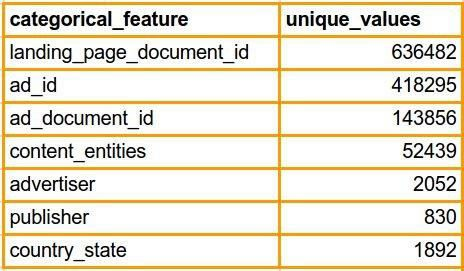 categorical_feature unique_values
landing_page_document_id 636482
ad_id 418295
ad_document_id 143856
content_entities 52439
advertiser 2052
publisher 830
country_state 1892